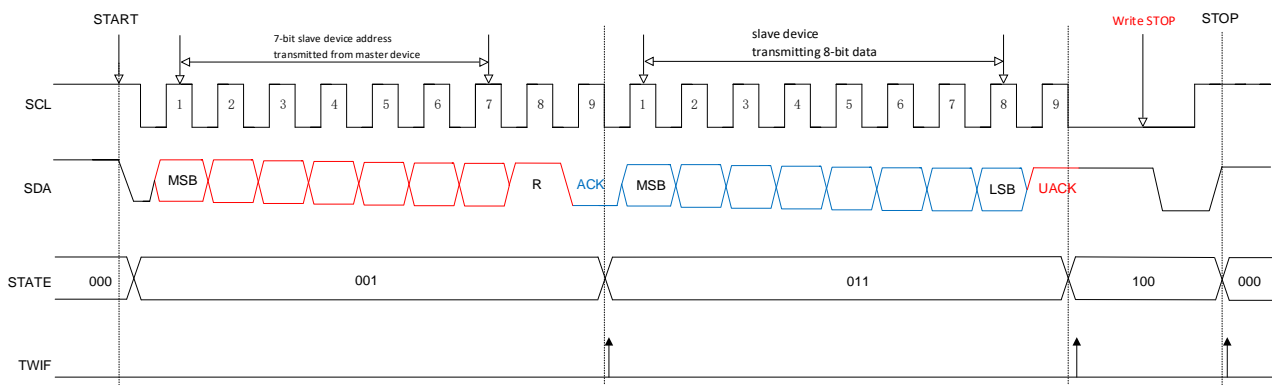 START
7-bit slave device address
transmitted from master device
slave device
transmitting 8-bit data
Write STOP
STOP
SCL
1 2 3 4 5 6 7 8 9 1 2 3 4 5 6 7 8 9
SDA
MSB R ACK MSB LSB UACK
STATE
000 001 011 100 000
TWIF